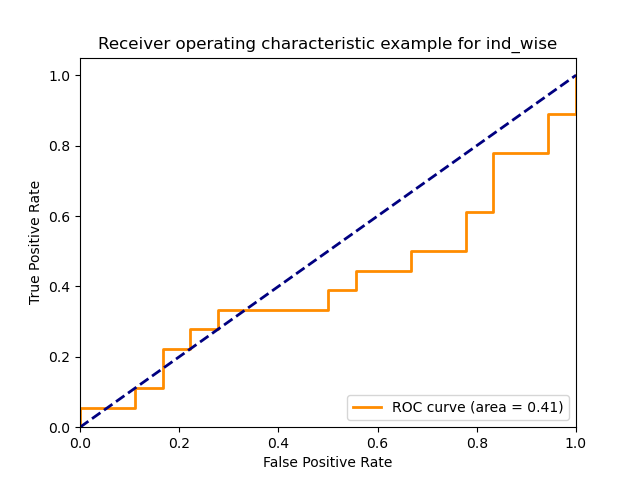 Receiver operating characteristic example for ind_wise
True Positive Rate
1.0
0.8
0.6
0.4
0.2
0.0
0.0 0.2 0.4 0.6 0.8 1.0
False Positive Rate
ROC curve (area = 0.41)